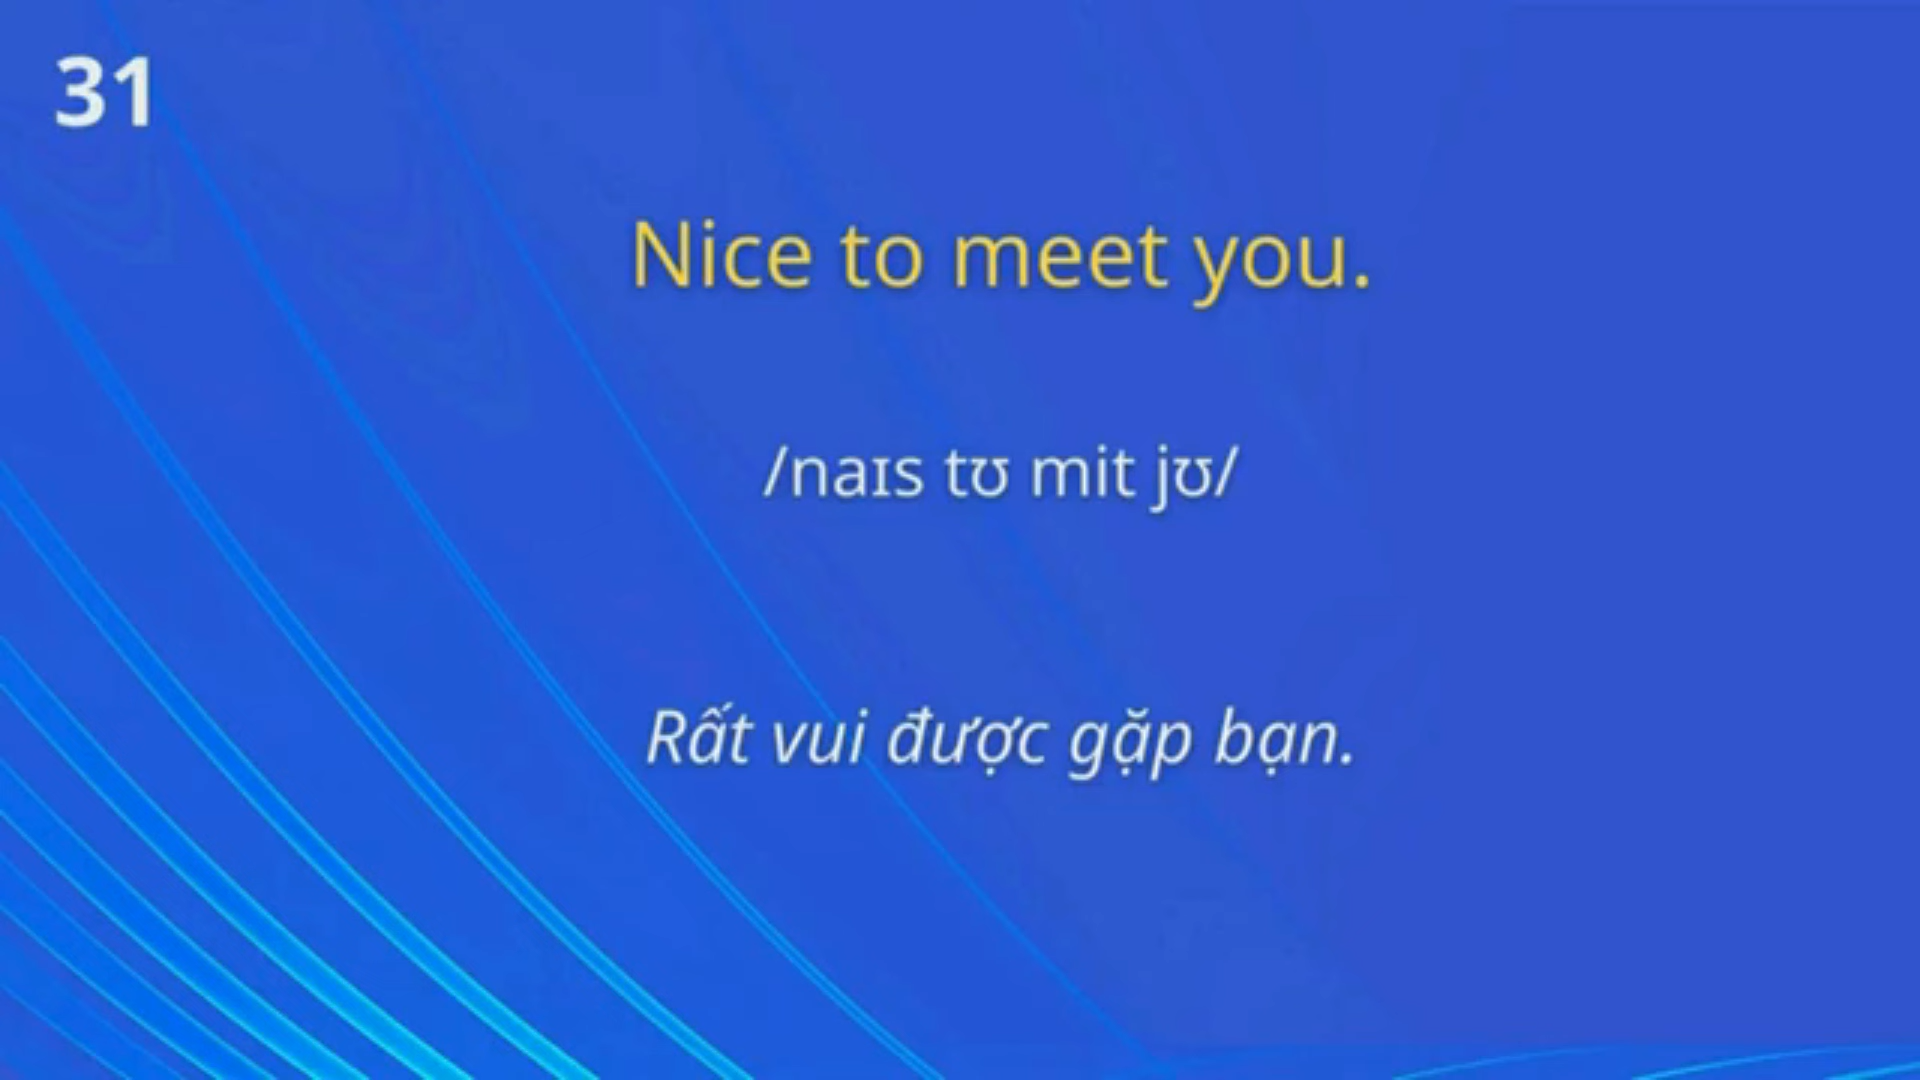 31
Nice to meet you.
/naɪs tʊ mit jʊ/
Rất vui được gặp bạn.